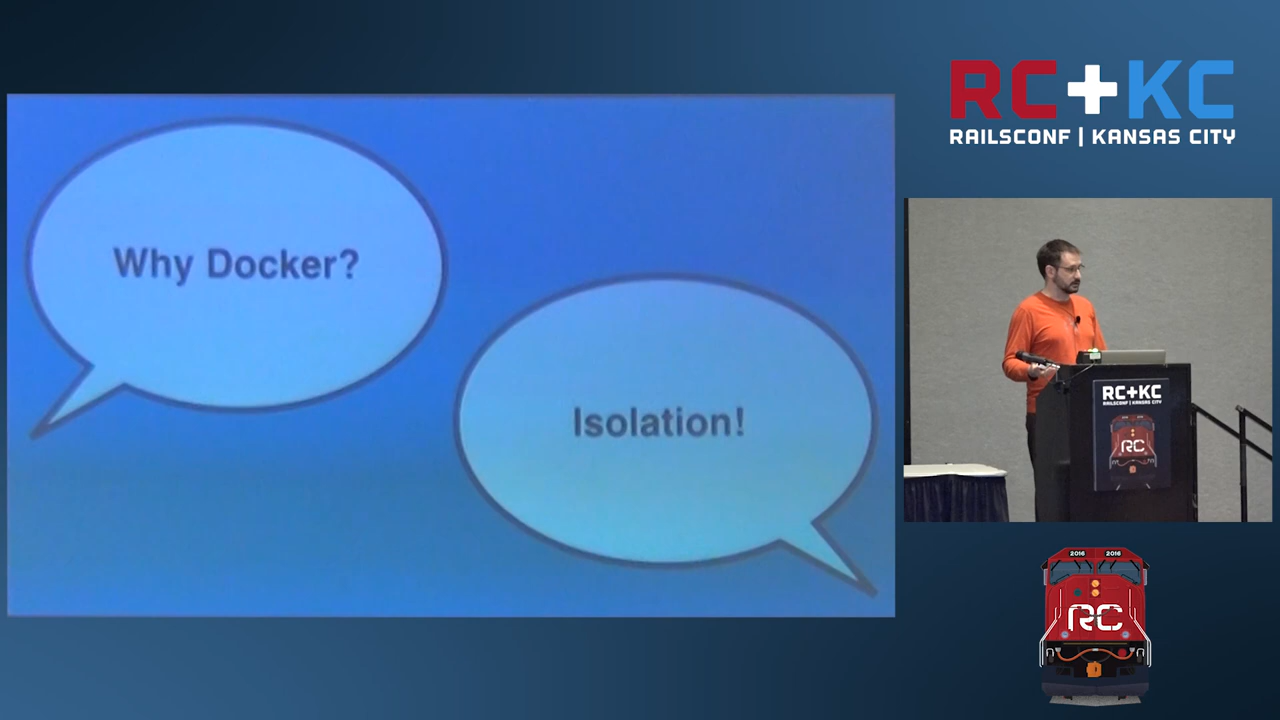 Why Docker?
Isolation!
RC+KC
RAILSCONF | KANSAS CITY
RC+KC
RAILSCONF | KANSAS CITY
RC
2016 2016
RC